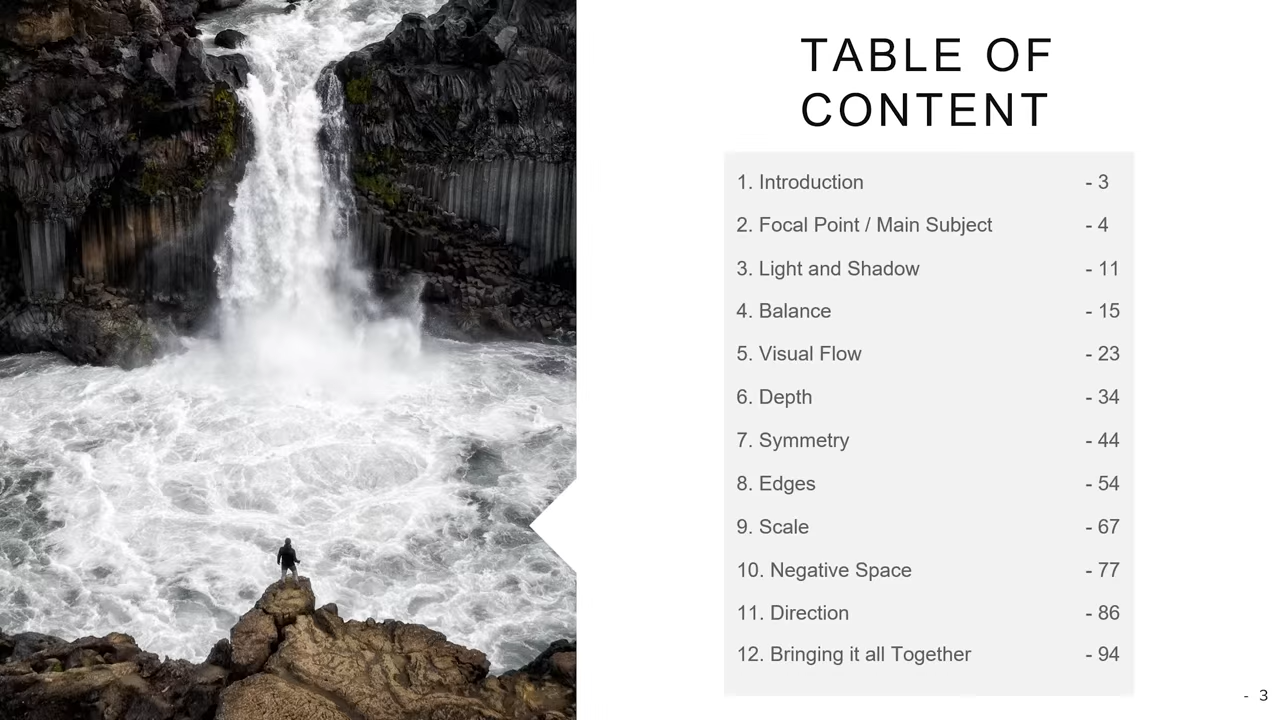 TABLE OF
CONTENT
1. Introduction - 3
2. Focal Point / Main Subject - 4
3. Light and Shadow - 11
4. Balance - 15
5. Visual Flow - 23
6. Depth - 34
7. Symmetry - 44
8. Edges - 54
9. Scale - 67
10. Negative Space - 77
11. Direction - 86
12. Bringing it all Together - 94
- 3